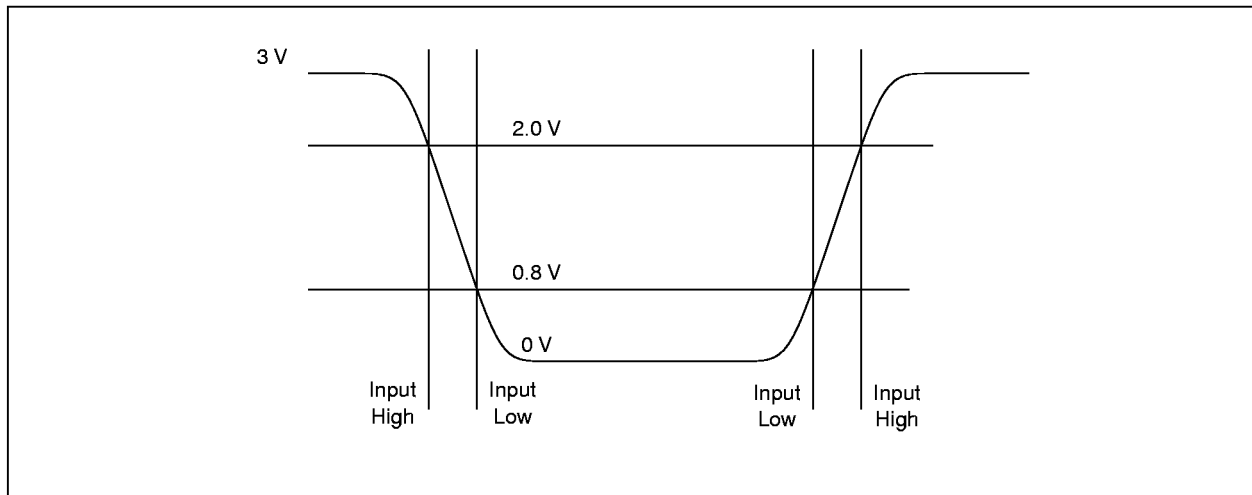 3 V
2.0 V
0.8 V
0 V
Input
High
Input
Low
Input
Low
Input
High